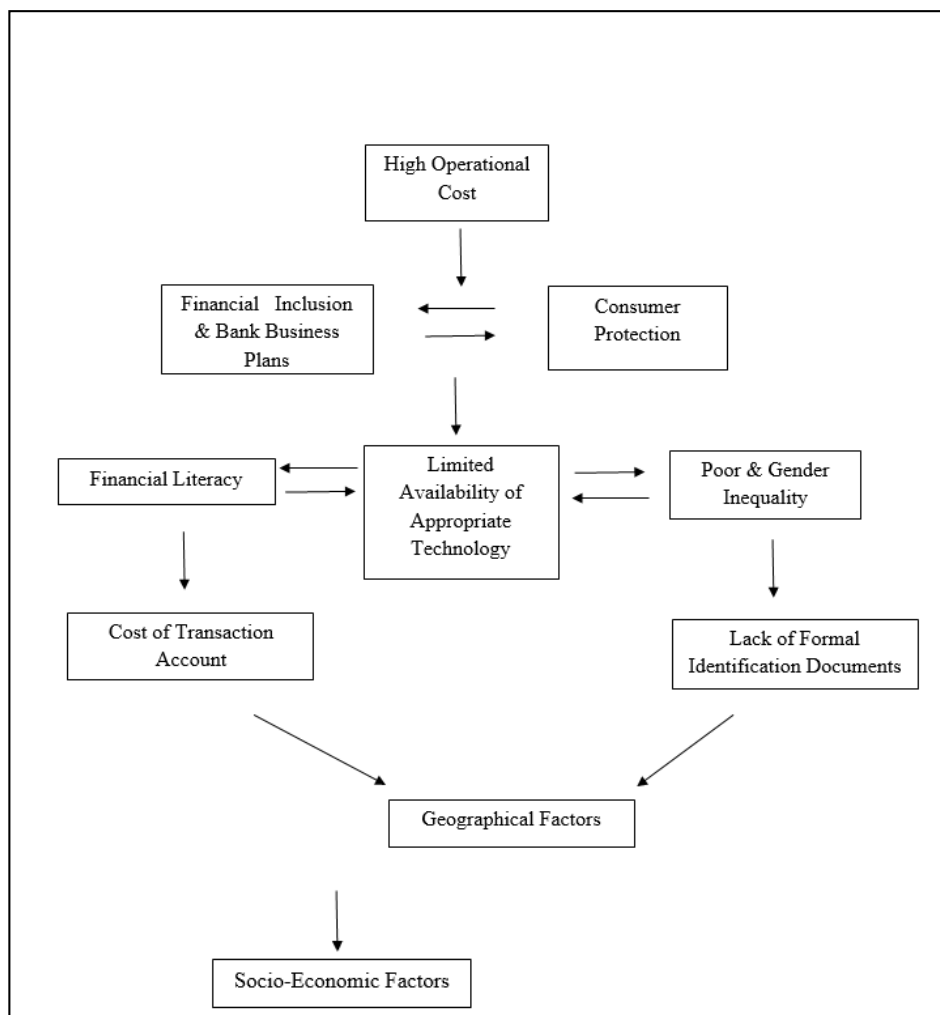 High Operational
Cost
Financial Inclusion
& Bank Business
Plans
Consumer
Protection
Financial Literacy
Limited
Availability of
Appropriate
Technology
Poor & Gender
Inequality
Cost of Transaction
Account
Lack of Formal
Identification Documents
Geographical Factors
Socio-Economic Factors